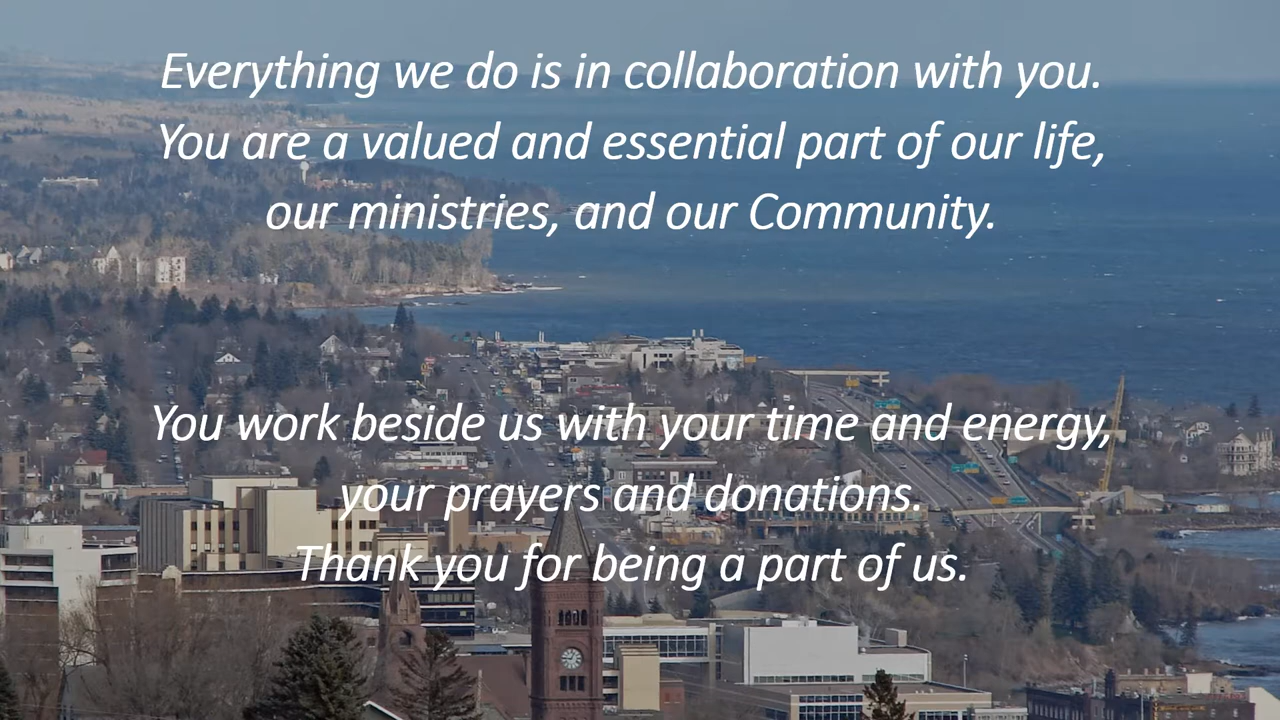 Everything we do is in collaboration with you.
You are a valued and essential part of our life,
our ministries, and our Community.
You work beside us with your time and energy,
your prayers and donations.
Thank you for being a part of us.